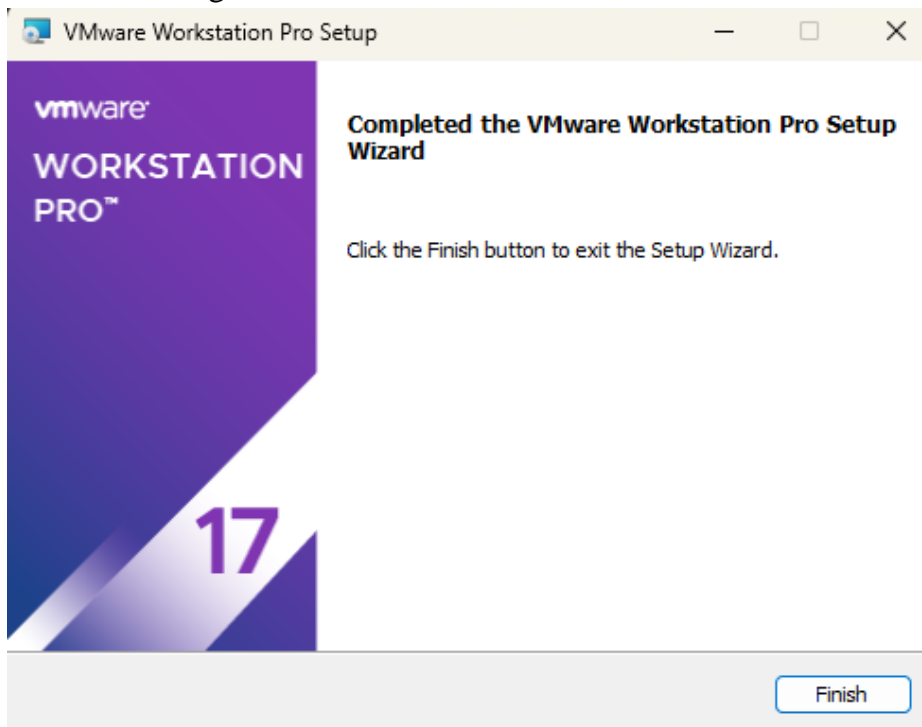 VMware Workstation Pro Setup
vmware®
WORKSTATION
PRO™
Completed the VMware Workstation Pro Setup
Wizard
Click the Finish button to exit the Setup Wizard.
17
Finish